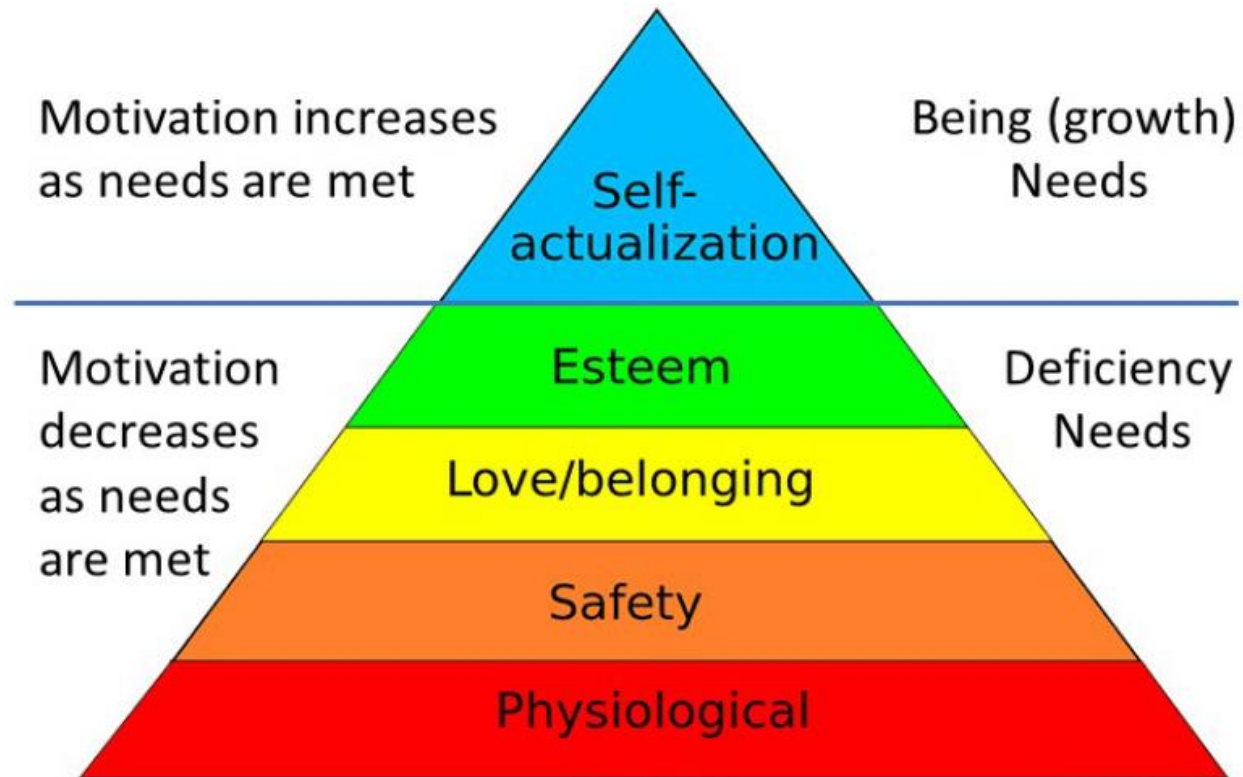 Motivation increases
as needs are met
Being (growth)
Needs
Self-
actualization
Motivation
decreases
as needs
are met
Deficiency
Needs
Esteem
Love/belonging
Safety
Physiological